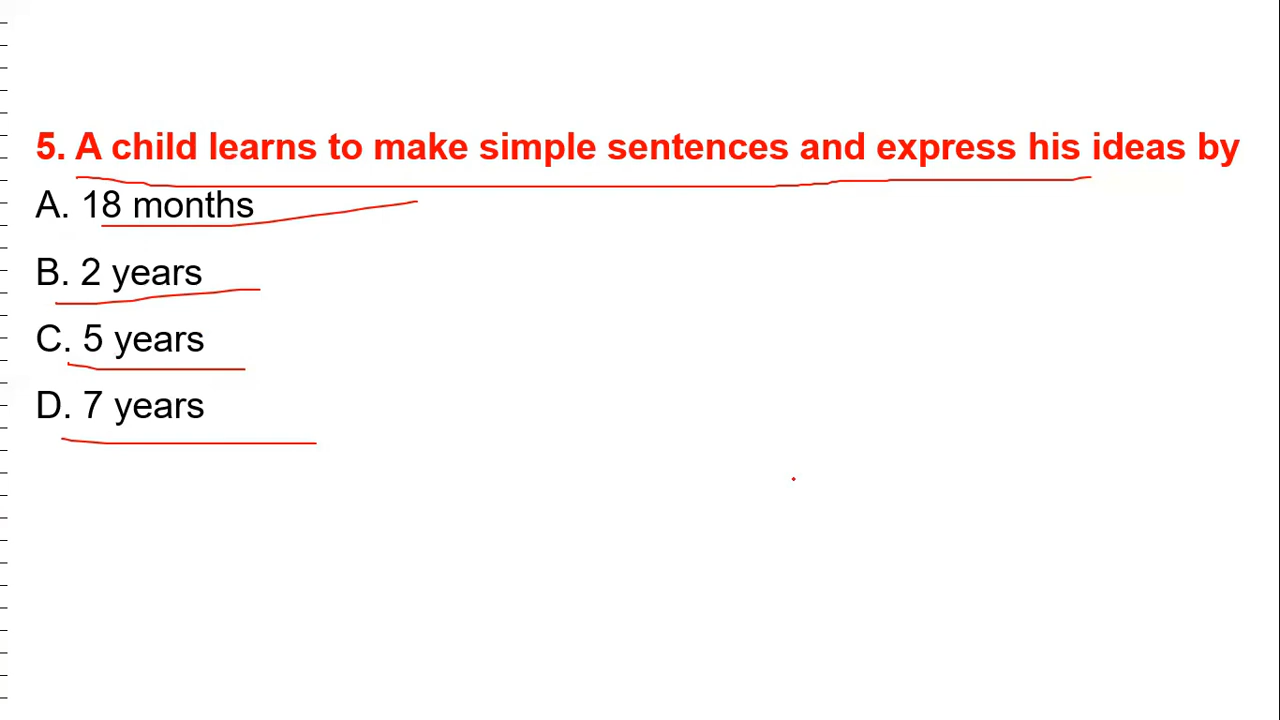 5. A child learns to make simple sentences and express his ideas by
A. 18 months
B. 2 years
C. 5 years
D. 7 years